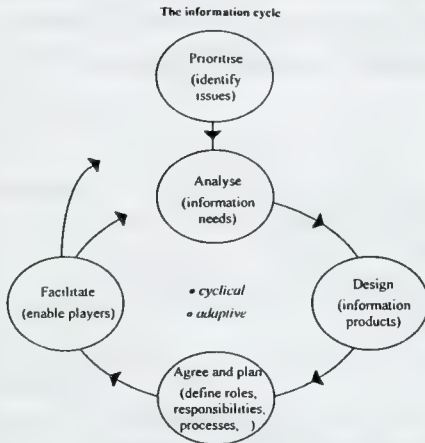 The information cycle
Prioritise
(identify
issues)
Analyse
(information
needs)
Facilitate
(enable players)
• cyclical
• adaptive
Design
(information
products)
Agree and plan
(define roles,
responsibilities,
processes, )